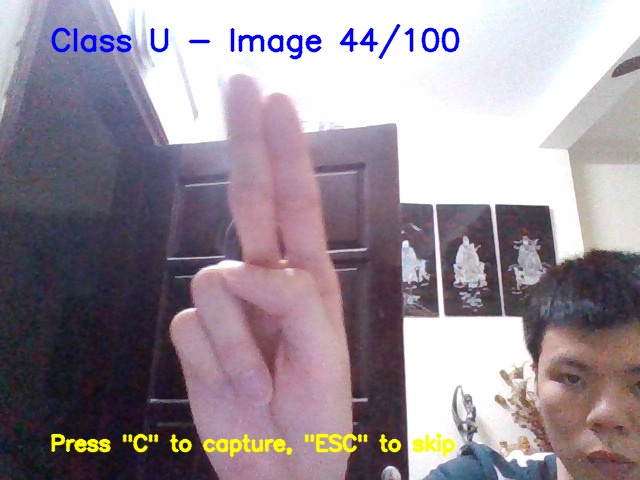 Class U - Image 44/100
Press "C" to capture, "ESC" to skip